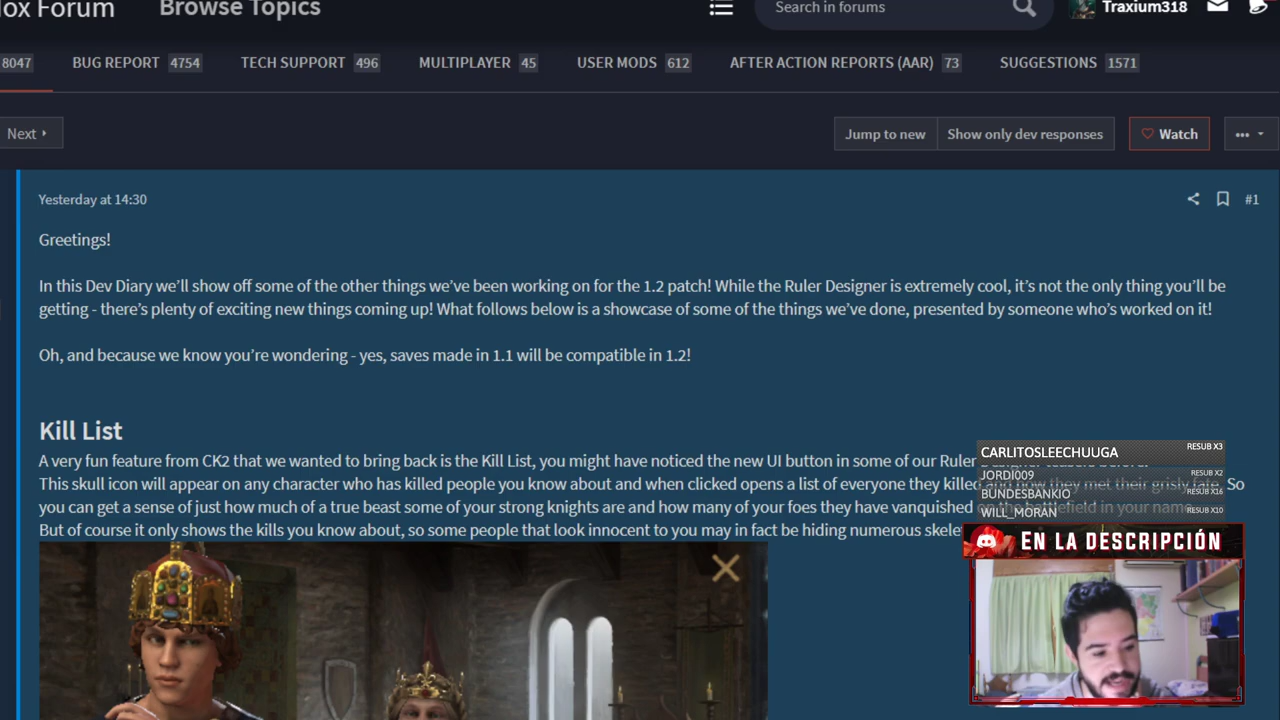 ox Forum
Browse Topics
Search in forums
Traxium318
8047
BUG REPORT 4754
TECH SUPPORT 496
MULTIPLAYER 45
USER MODS 612
AFTER ACTION REPORTS (AAR) 73
SUGGESTIONS 1571
Next
Jump to new
Show only dev responses
Watch
Yesterday at 14:30
#1
Greetings!
In this Dev Diary we'll show off some of the other things we've been working on for the 1.2 patch! While the Ruler Designer is extremely cool, it's not the only thing you'll be
getting - there's plenty of exciting new things coming up! What follows below is a showcase of some of the things we've done, presented by someone who's worked on it!
Oh, and because we know you're wondering - yes, saves made in 1.1 will be compatible in 1.2!
Kill List
A very fun feature from CK2 that we wanted to bring back is the Kill List, you might have noticed the new UI button in some of our Ruler
This skull icon will appear on any character who has killed people you know about and when clicked opens a list of everyone they killed and how they met their grisly fate. So
you can get a sense of just how much of a true beast some of your strong knights are and how many of your foes they have vanquished on the battlefield in your name
But of course it only shows the kills you know about, so some people that look innocent to you may in fact be hiding numerous skele
CARLITOSLEECHUUGA RESUB X3
JORDI009 RESUB X2
BUNDESBANKIO RESUB X16
WILL_MORAN RESUB X10
EN LA DESCRIPCIÓN